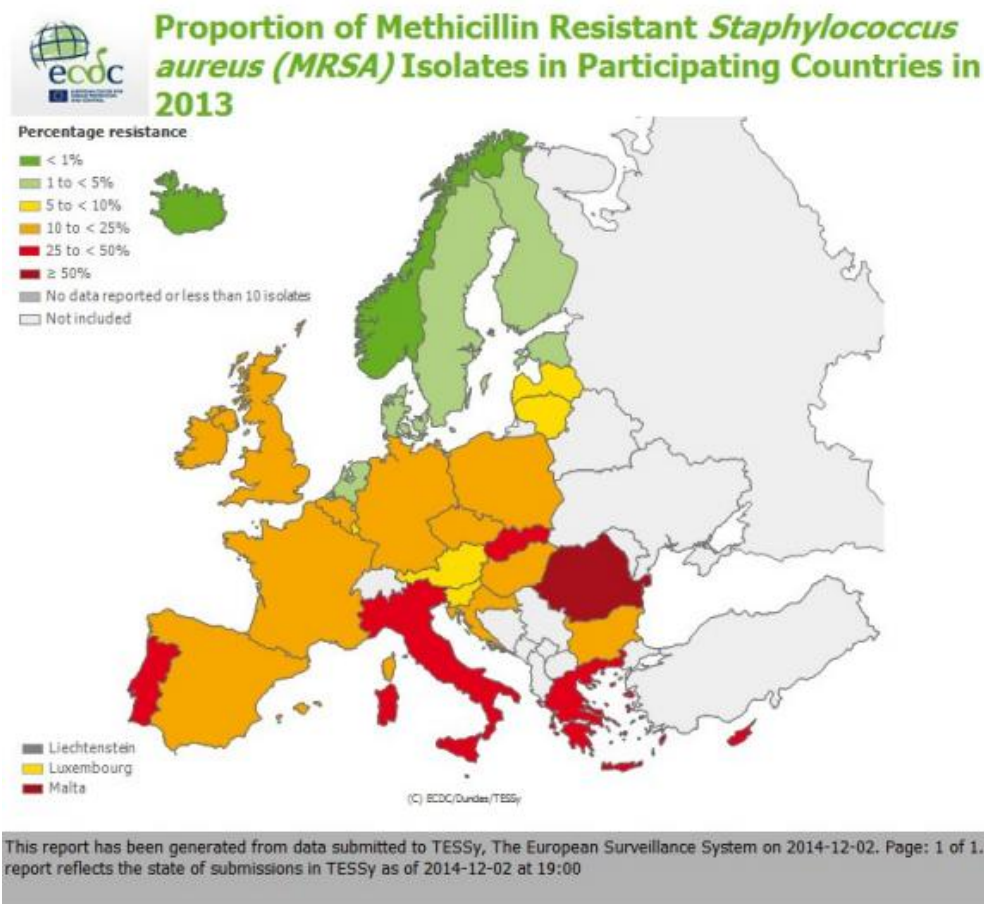 Proportion of Methicillin Resistant Staphylococcus
aureus (MRSA) Isolates in Participating Countries in
2013
ecdc
Percentage resistance
< 1%
1 to < 5%
5 to < 10%
10 to < 25%
25 to < 50%
≥ 50%
No data reported or less than 10 isolates
Not included
Liechtenstein
Luxembourg
Malta
(C) ECDC/Dundas/TESSy
This report has been generated from data submitted to TESSy, The European Surveillance System on 2014-12-02. Page: 1 of 1.
report reflects the state of submissions in TESSy as of 2014-12-02 at 19:00